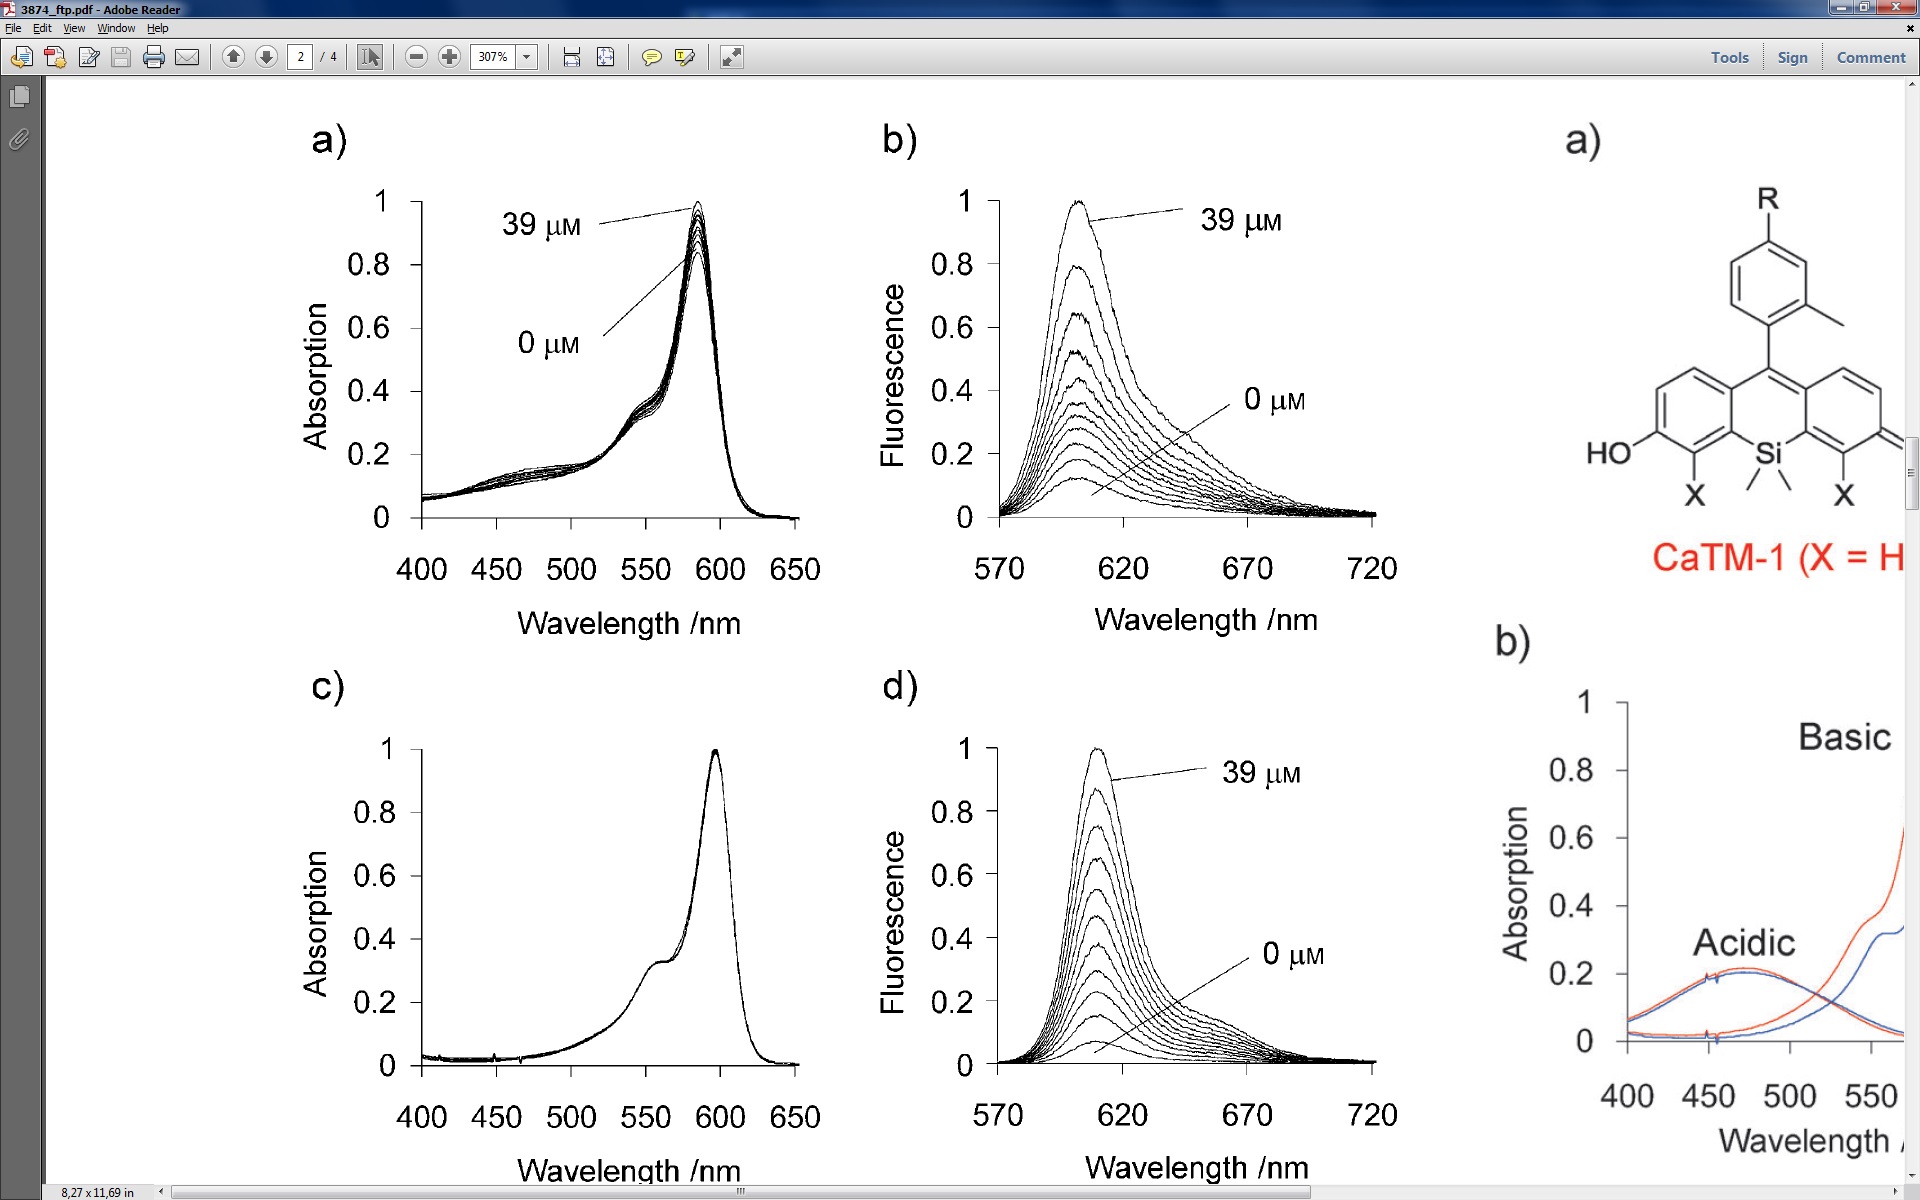 3874_ftp.pdf - Adobe Reader
File Edit View Window Help
2 / 4
307%
Tools Sign Comment
a)
1
0.8
0.6
0.4
0.2
0
Absorption
39 μM
0 μM
400 450 500 550 600 650
Wavelength /nm
b)
1
0.8
0.6
0.4
0.2
0
Fluorescence
39 μM
0 μM
570 620 670 720
Wavelength /nm
c)
1
0.8
0.6
0.4
0.2
0
Absorption
400 450 500 550 600 650
Wavelength /nm
d)
1
0.8
0.6
0.4
0.2
0
Fluorescence
39 μM
0 μM
570 620 670 720
Wavelength /nm
a)
R
HO
Si
X X
CaTM-1 (X = H
b)
1
0.8
0.6
0.4
0.2
0
Absorption
Basic
Acidic
400 450 500 550
Wavelength /
8,27 x 11,69 in